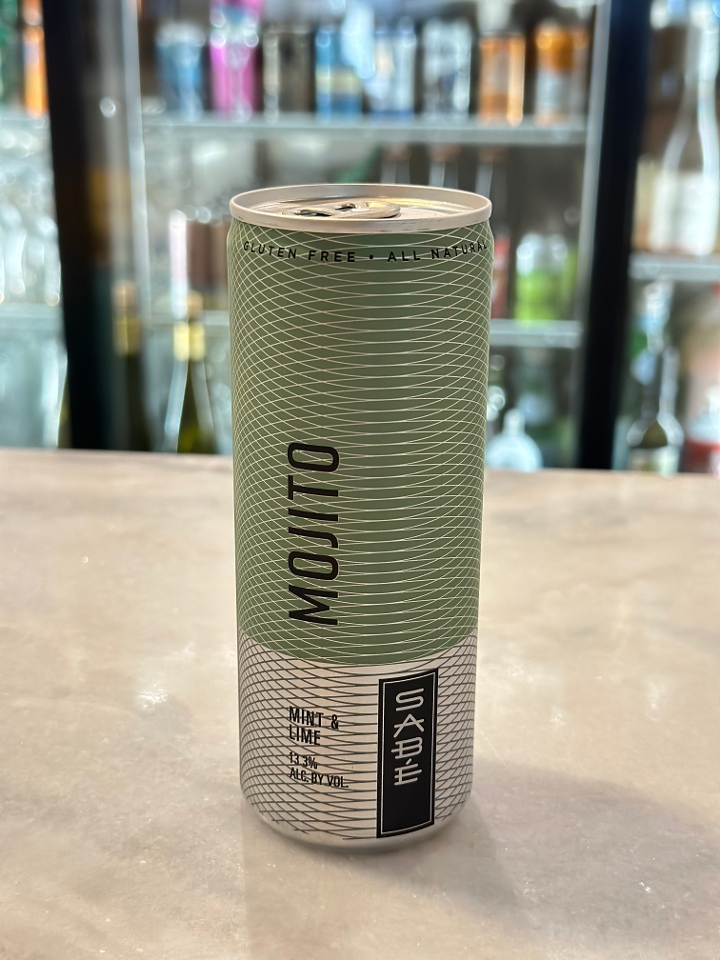 GLUTEN FREE • ALL NATURAL
MOJITO
MINT &
LIME
13.3%
ALC. BY VOL.
SABÉ